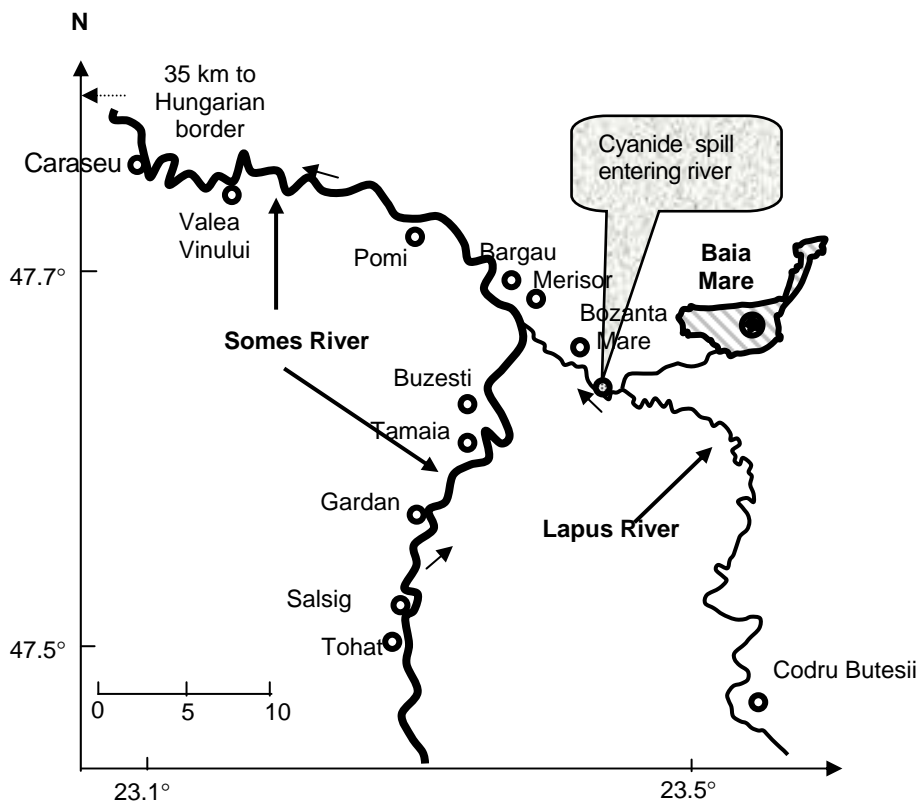 N
35 km to
Hungarian
border
Cyanide spill
entering river
Caraseu
Valea
Vinului
Pomi
Bargau
Baia
Mare
47.7°
Merisor
Bozanta
Mare
Somes River
Buzesti
Tamaia
Gardan
Lapus River
Salsig
47.5°
Tohat
Codru Butesii
0
5
10
23.1°
23.5°